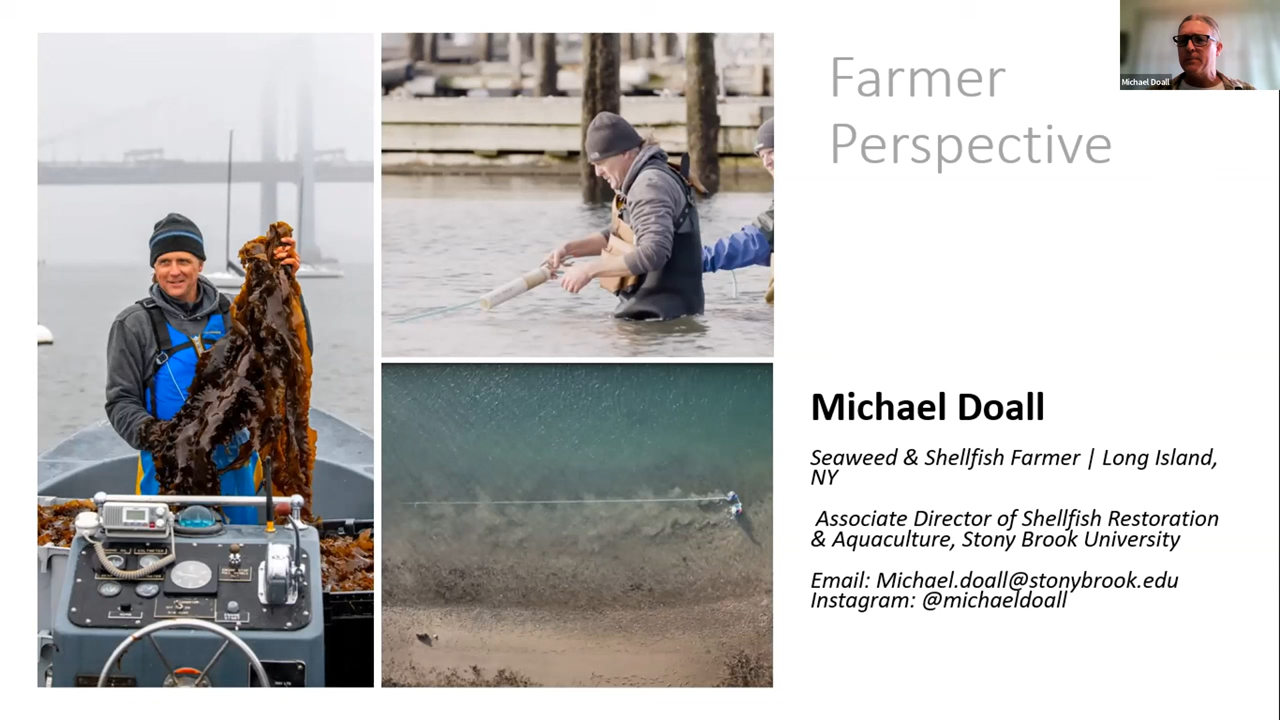 Farmer
Perspective
Michael Doall
Michael Doall
Seaweed & Shellfish Farmer | Long Island,
NY
Associate Director of Shellfish Restoration
& Aquaculture, Stony Brook University
Email: Michael.doall@stonybrook.edu
Instagram: @michaeldoall